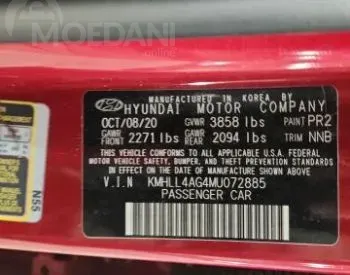 MOEDANI
MANUFACTURED IN KOREA BY
HYUNDAI MOTOR COMPANY
OCT/08/20 GVWR 3858 lbs PAINT PR2
GAWR FRONT 2271 lbs GAWR REAR 2094 lbs TRIM NNB
THIS VEHICLE CONFORMS TO ALL APPLICABLE U.S.A FEDERAL
MOTOR VEHICLE SAFETY, BUMPER, AND THEFT PREVENTION
STANDARDS IN EFFECT ON THE DATE OF MANUFACTURE SHOWN ABOVE.
V.I.N KMHLL4AG4MU072885
PASSENGER CAR
N55